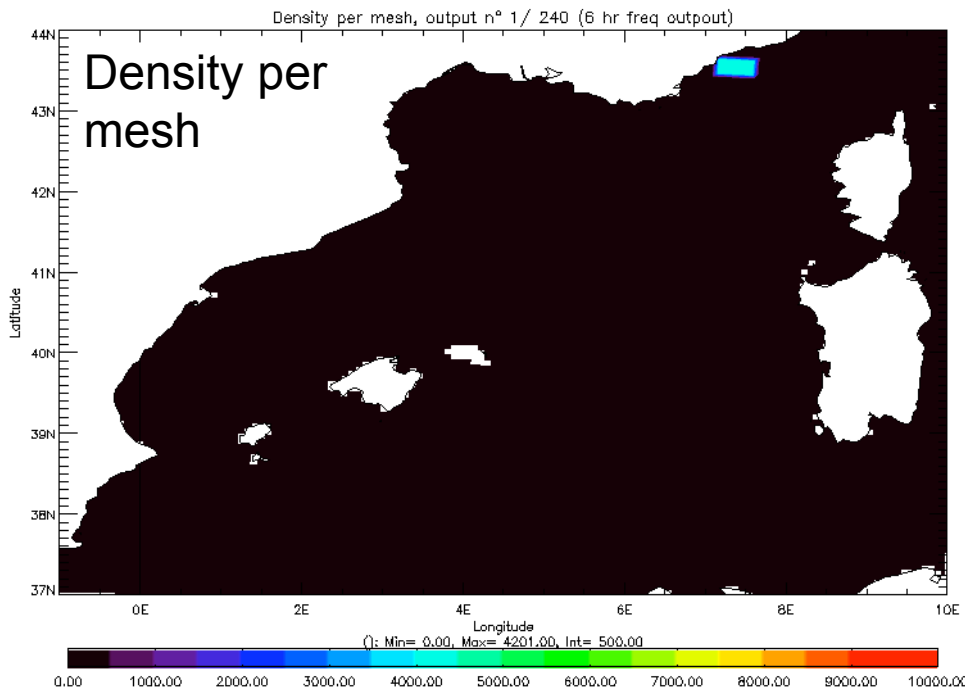 Density per mesh, output n° 1/ 240 (6 hr freq outpout)
Density per
mesh
44N
43N
42N
41N
40N
39N
38N
37N
Latitude
0E 2E 4E 6E 8E 10E
Longitude
(): Min= 0.00, Max= 4201.00, Int= 500.00
0.00 1000.00 2000.00 3000.00 4000.00 5000.00 6000.00 7000.00 8000.00 9000.00 10000.00